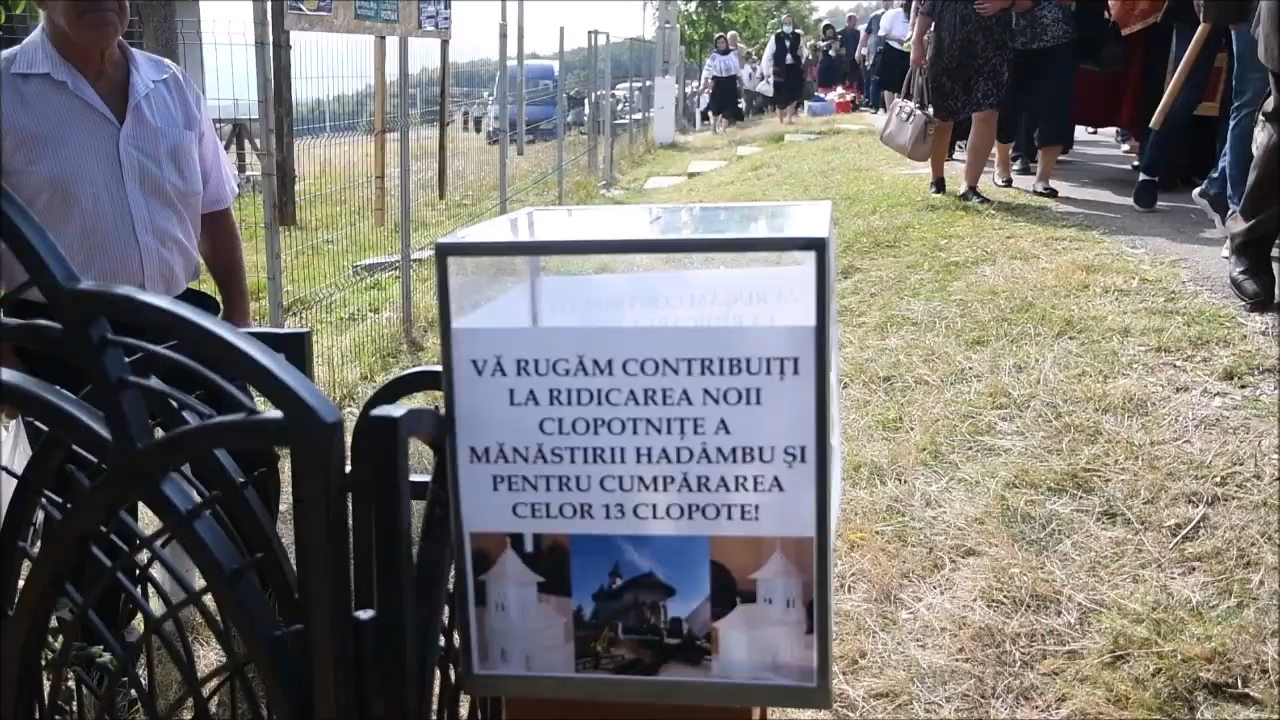 VĂ RUGĂM CONTRIBUIȚI
LA RIDICAREA NOII
CLOPOTNIȚE A
MĂNĂSTIRII HADÂMBU ȘI
PENTRU CUMPĂRAREA
CELOR 13 CLOPOTE!